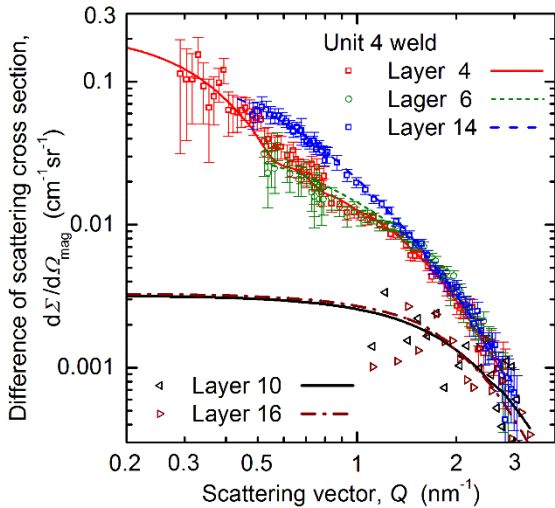 Difference of scattering cross section,
dΣ/dΩmag (cm⁻¹sr⁻¹)
0.3
0.1
0.01
0.001
Unit 4 weld
Layer 4
Lager 6
Layer 14
Layer 10
Layer 16
0.2 0.3 0.5 1 2 3
Scattering vector, Q (nm⁻¹)